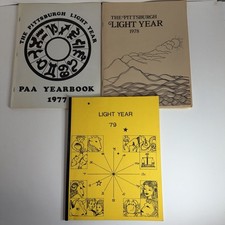 THE PITTSBURGH LIGHT YEAR
PAA YEARBOOK
1977
THE PITTSBURGH
LIGHT YEAR
1978
LIGHT YEAR
'79